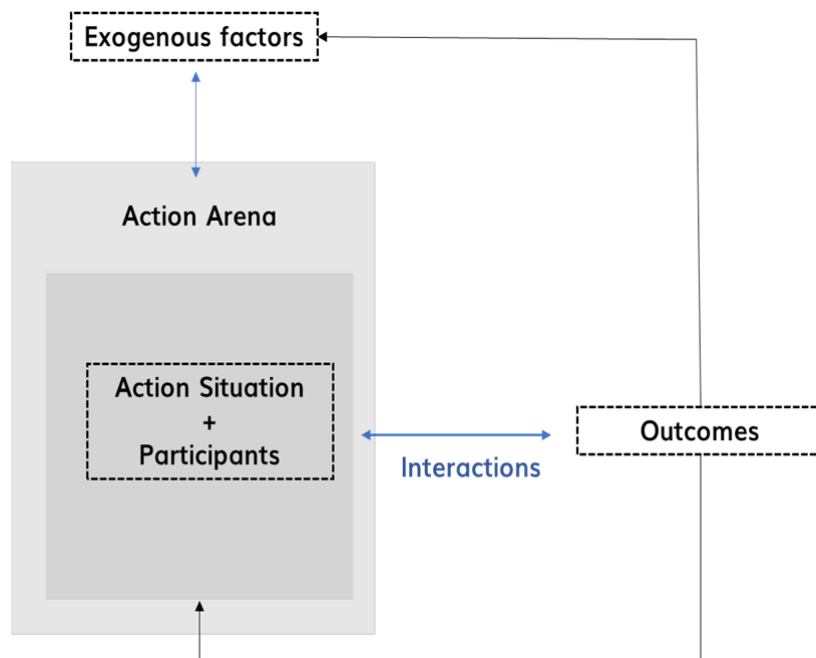 Exogenous factors
Action Arena
Action Situation
+
Participants
Interactions
Outcomes